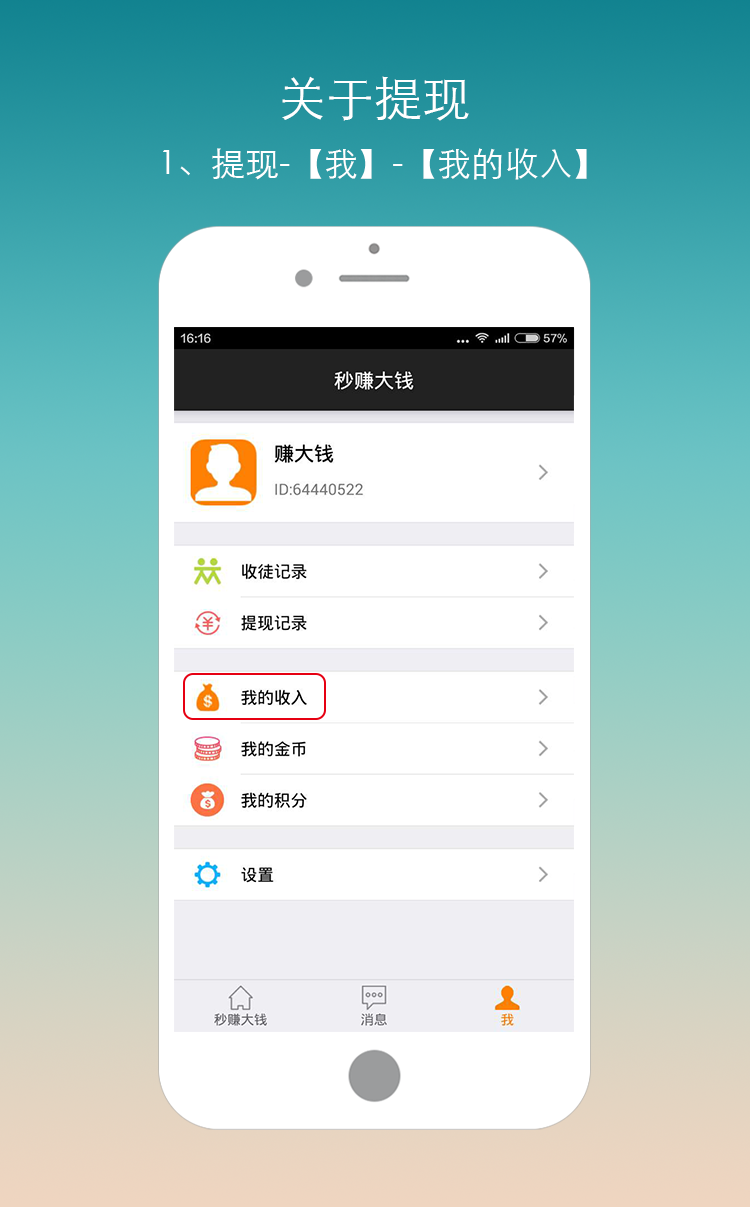 关于提现
1、提现-【我】-【我的收入】
16:16 57%
秒赚大钱
赚大钱
ID:64440522
收徒记录
提现记录
我的收入
我的金币
我的积分
设置
秒赚大钱 消息 我